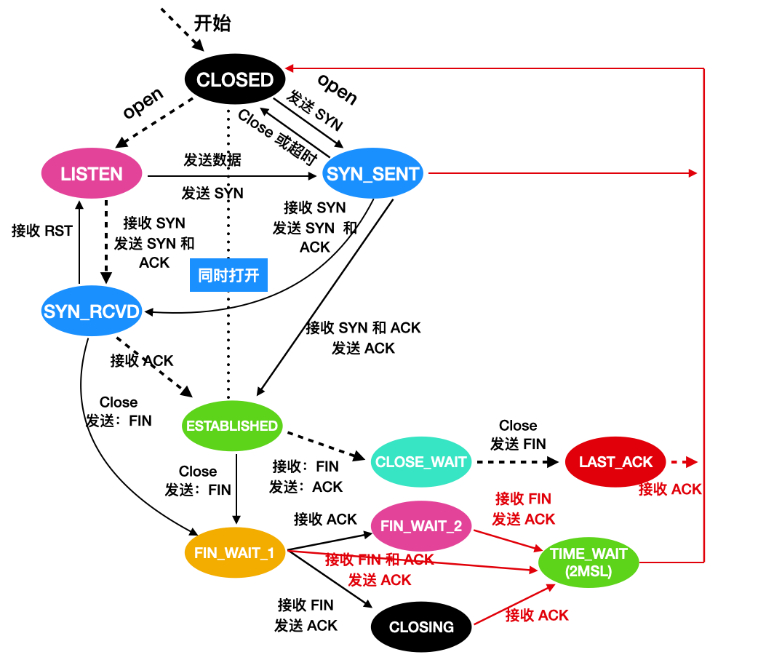 开始
CLOSED
open
open
发送 SYN
Close 或超时
LISTEN
发送数据
发送 SYN
SYN_SENT
接收 RST
接收 SYN
发送 SYN 和
ACK
接收 SYN
发送 SYN 和
ACK
同时打开
SYN_RCVD
接收 SYN 和 ACK
发送 ACK
接收 ACK
Close
发送：FIN
ESTABLISHED
Close
发送：FIN
接收：FIN
发送：ACK
CLOSE_WAIT
Close
发送 FIN
LAST_ACK
接收 ACK
FIN_WAIT_1
接收 ACK
FIN_WAIT_2
接收 FIN
发送 ACK
接收 FIN 和 ACK
发送 ACK
TIME_WAIT
(2MSL)
接收 FIN
发送 ACK
CLOSING
接收 ACK